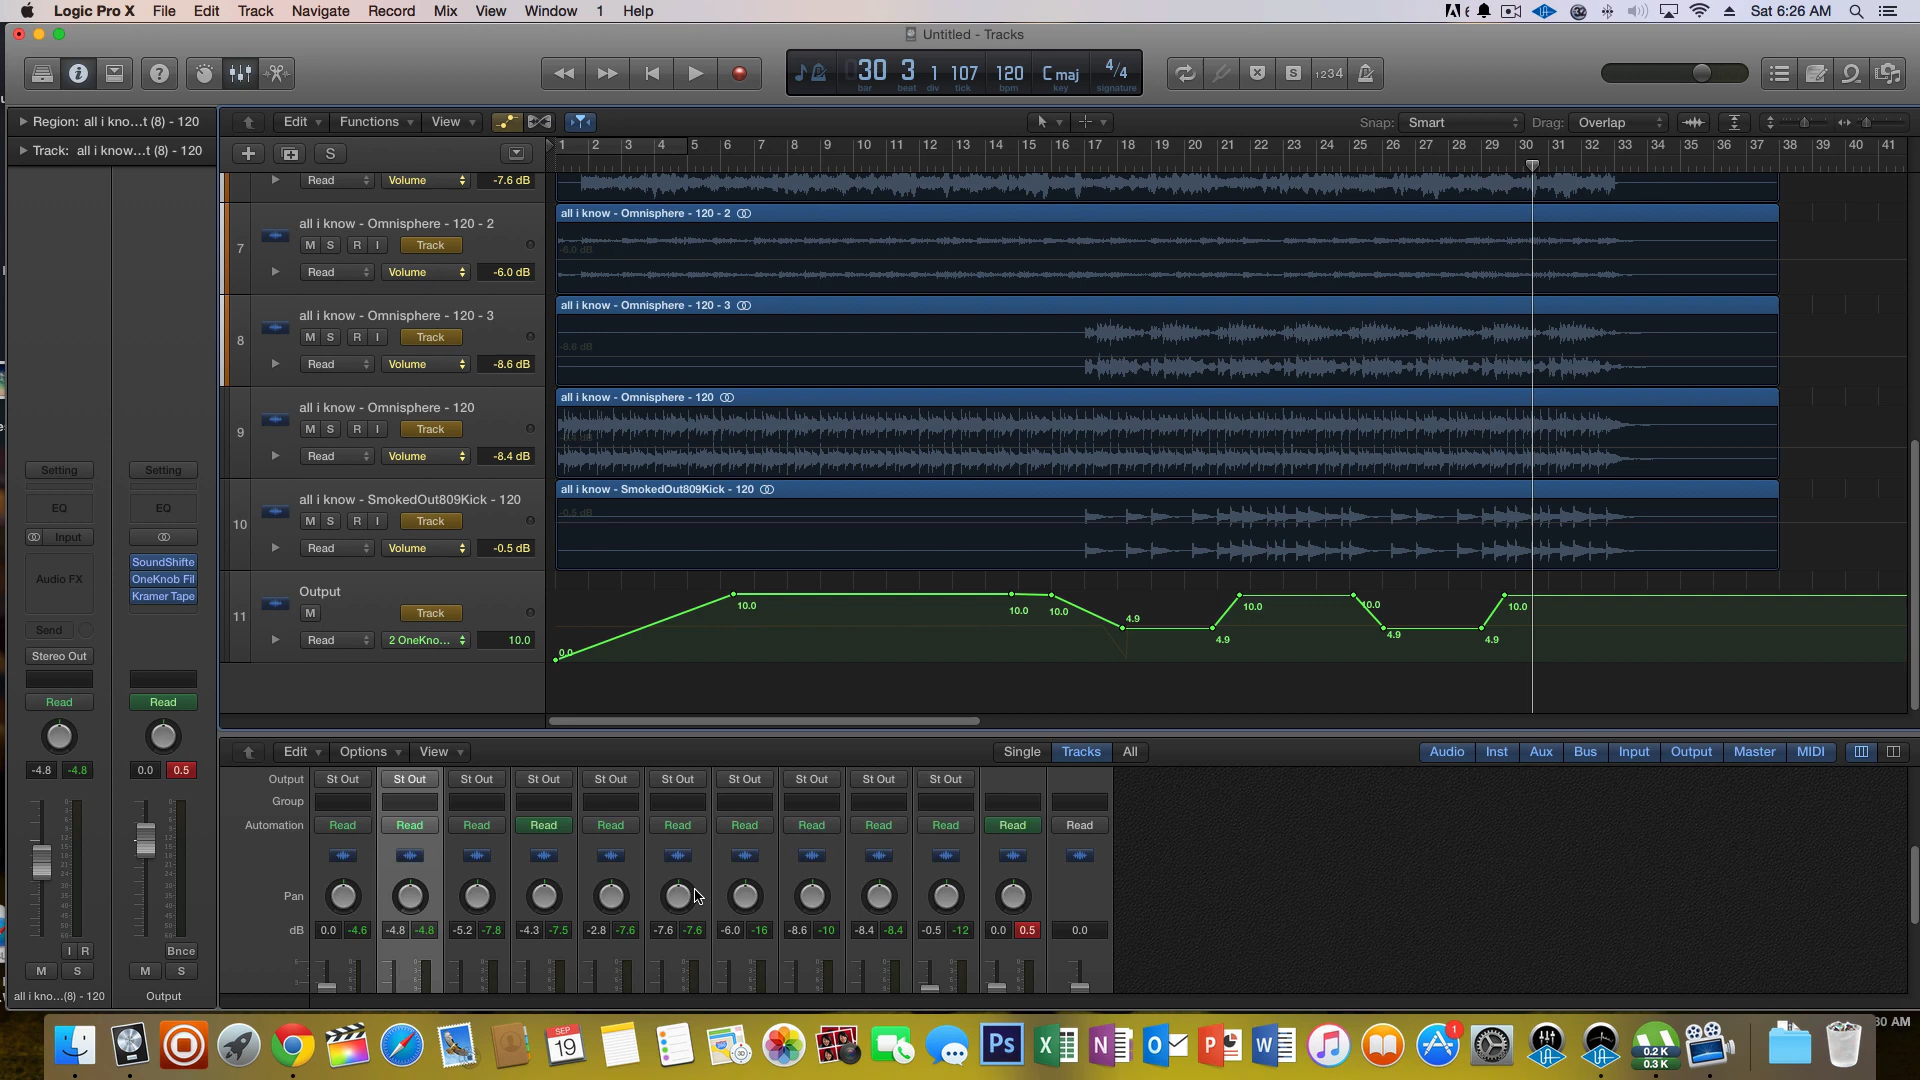 Logic Pro X File Edit Track Navigate Record Mix View Window 1 Help
6 Sat 6:26 AM
Untitled - Tracks
30 3 1 107 120 C maj 4/4
bar beat div tick bpm key signature
S 1234
Region: all i kno...t (8) - 120
Edit Functions View Snap: Smart Drag: Overlap
Track: all i know...t (8) - 120
S
1 2 3 4 5 6 7 8 9 10 11 12 13 14 15 16 17 18 19 20 21 22 23 24 25 26 27 28 29 30 31 32 33 34 35 36 37 38 39 40 41
Read Volume -7.6 dB
7 all i know - Omnisphere - 120 - 2
M S R I Track
Read Volume -6.0 dB
all i know - Omnisphere - 120 - 2
-6.0 dB
8 all i know - Omnisphere - 120 - 3
M S R I Track
Read Volume -8.6 dB
all i know - Omnisphere - 120 - 3
-8.6 dB
9 all i know - Omnisphere - 120
M S R I Track
Read Volume -8.4 dB
all i know - Omnisphere - 120
10 all i know - SmokedOut809Kick - 120
M S R I Track
Read Volume -0.5 dB
all i know - SmokedOut809Kick - 120
-0.5 dB
11 Output
M Track
Read 2 OneKno... 10.0
0.0 10.0 10.0 10.0 4.9 4.9 10.0 10.0 4.9 4.9 10.0
Setting Setting
EQ EQ
Input
SoundShifte
Audio FX OneKnob Fil
Kramer Tape
Send
Stereo Out
Read Read
-4.8 -4.8 0.0 0.5
I R Bnce
M S M S
all i kno...(8) - 120 Output
Edit Options View Single Tracks All Audio Inst Aux Bus Input Output Master MIDI
Output St Out St Out St Out St Out St Out St Out St Out St Out St Out St Out
Group
Automation Read Read Read Read Read Read Read Read Read Read Read Read
Pan
dB 0.0 -4.6 -4.8 -4.8 -5.2 -7.8 -4.3 -7.5 -2.8 -7.6 -7.6 -7.6 -6.0 -16 -8.6 -10 -8.4 -8.4 -0.5 -12 0.0 0.5 0.0
SEP
19
Ps
X
N
O
P
W
1
0.2 K
0.3 K
30 AM